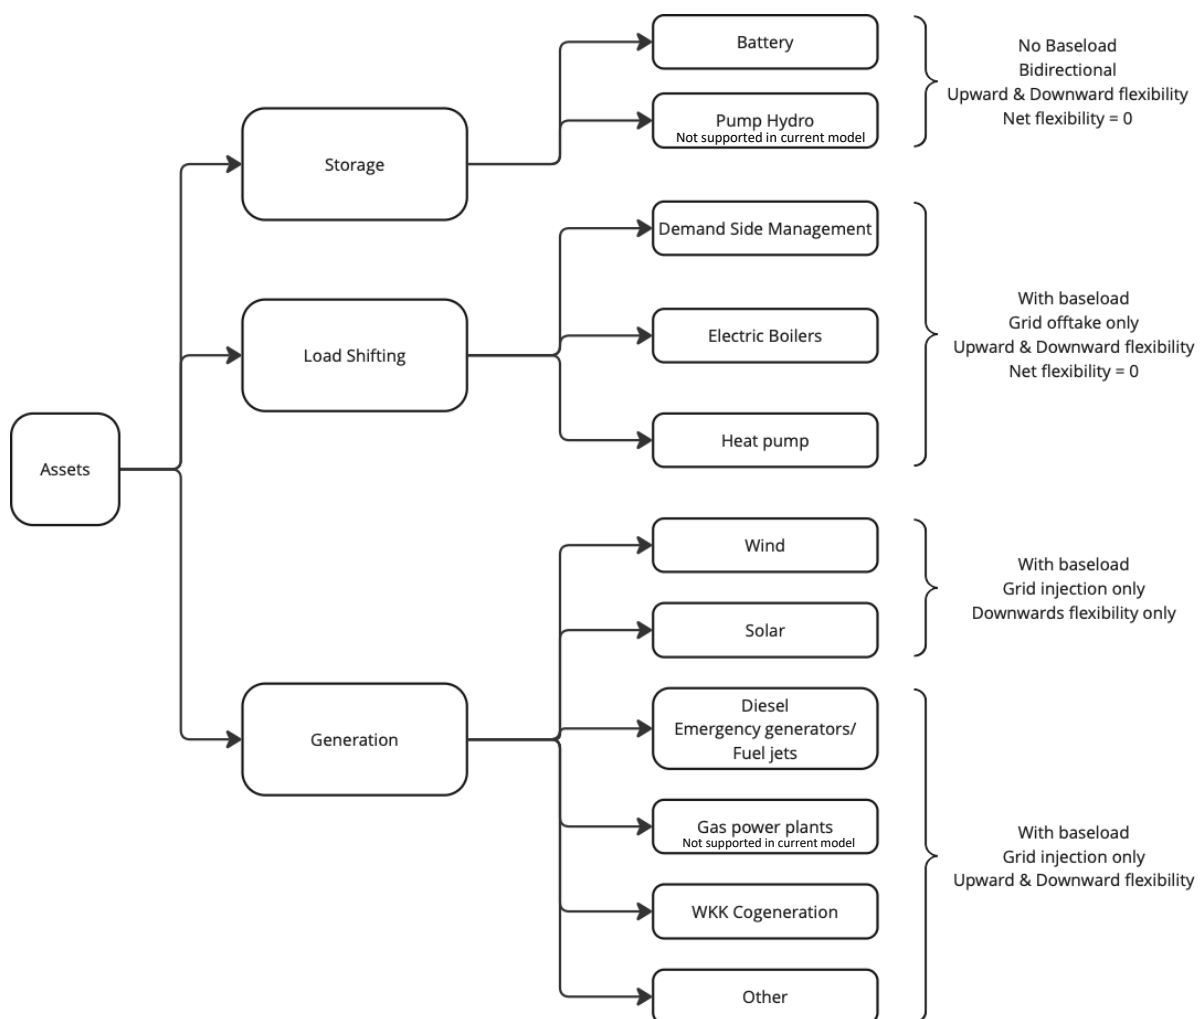 Assets
Storage
Load Shifting
Generation
Battery
Pump Hydro
Not supported in current model
Demand Side Management
Electric Boilers
Heat pump
Wind
Solar
Diesel
Emergency generators/
Fuel jets
Gas power plants
Not supported in current model
WKK Cogeneration
Other
No Baseload
Bidirectional
Upward & Downward flexibility
Net flexibility = 0
With baseload
Grid offtake only
Upward & Downward flexibility
Net flexibility = 0
With baseload
Grid injection only
Downwards flexibility only
With baseload
Grid injection only
Upward & Downward flexibility